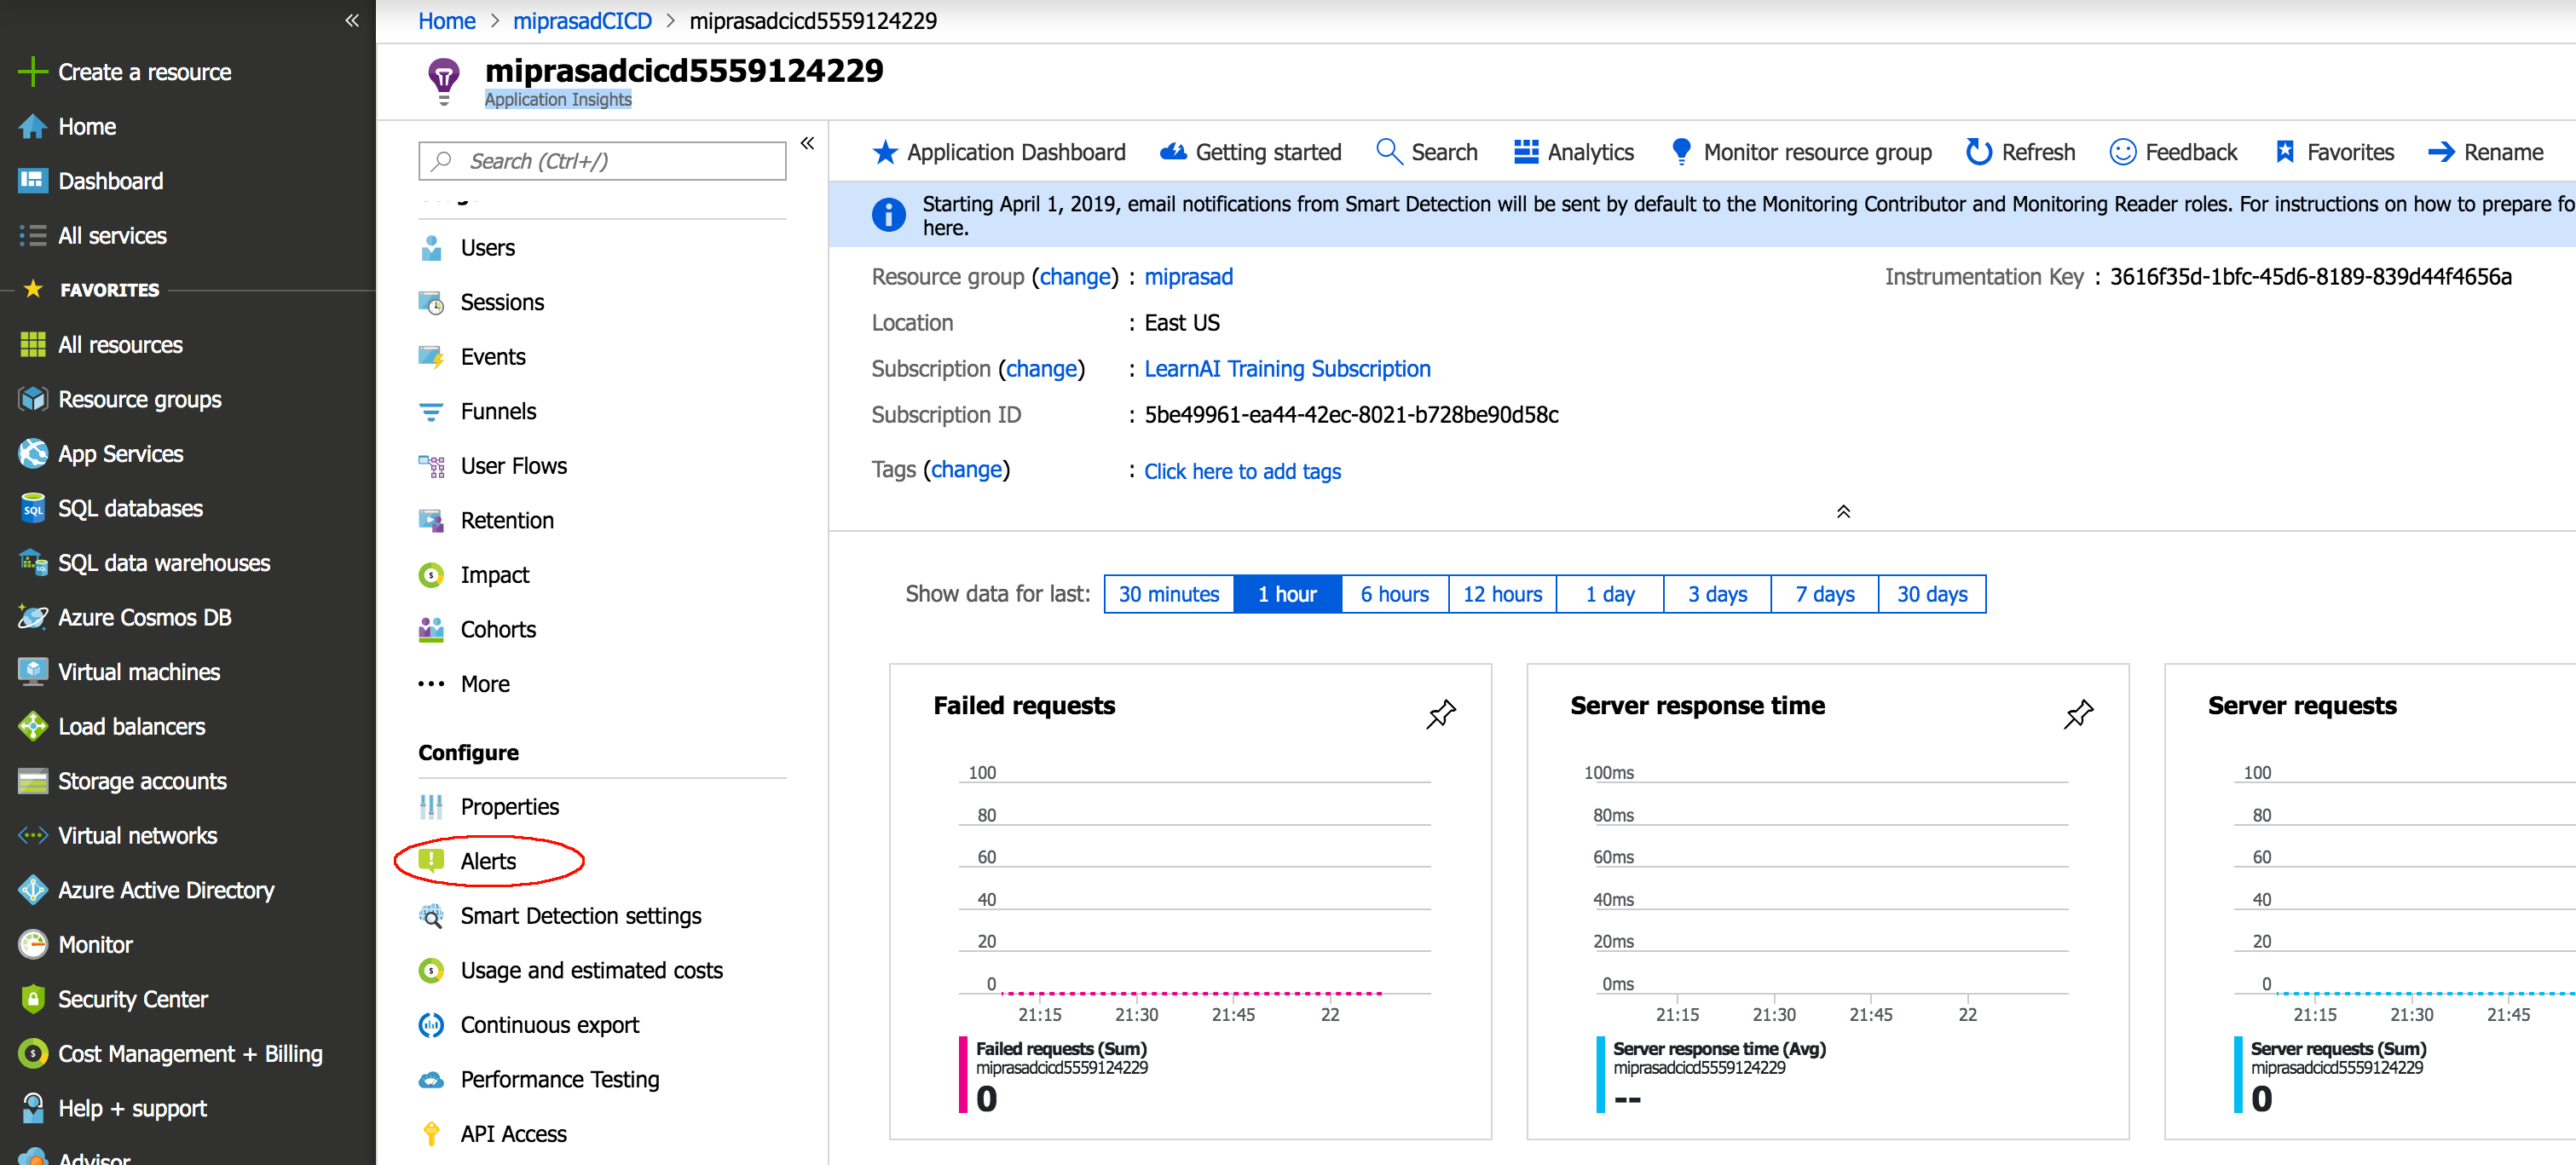 Home > miprasadCICD > miprasadcicd5559124229
miprasadcicd5559124229
Application Insights
Create a resource
Home
Dashboard
All services
FAVORITES
All resources
Resource groups
App Services
SQL databases
SQL data warehouses
Azure Cosmos DB
Virtual machines
Load balancers
Storage accounts
Virtual networks
Azure Active Directory
Monitor
Security Center
Cost Management + Billing
Help + support
Advisor
Search (Ctrl+/)
Users
Sessions
Events
Funnels
User Flows
Retention
Impact
Cohorts
More
Configure
Properties
Alerts
Smart Detection settings
Usage and estimated costs
Continuous export
Performance Testing
API Access
Application Dashboard Getting started Search Analytics Monitor resource group Refresh Feedback Favorites Rename
Starting April 1, 2019, email notifications from Smart Detection will be sent by default to the Monitoring Contributor and Monitoring Reader roles. For instructions on how to prepare fo
here.
Resource group (change) : miprasad
Location : East US
Subscription (change) : LearnAI Training Subscription
Subscription ID : 5be49961-ea44-42ec-8021-b728be90d58c
Tags (change) : Click here to add tags
Instrumentation Key : 3616f35d-1bfc-45d6-8189-839d44f4656a
Show data for last: 30 minutes 1 hour 6 hours 12 hours 1 day 3 days 7 days 30 days
Failed requests
100
80
60
40
20
0
21:15 21:30 21:45 22
Failed requests (Sum)
miprasadcicd5559124229
0
Server response time
100ms
80ms
60ms
40ms
20ms
0ms
21:15 21:30 21:45 22
Server response time (Avg)
miprasadcicd5559124229
--
Server requests
100
80
60
40
20
0
21:15 21:30 21:45
Server requests (Sum)
miprasadcicd5559124229
0